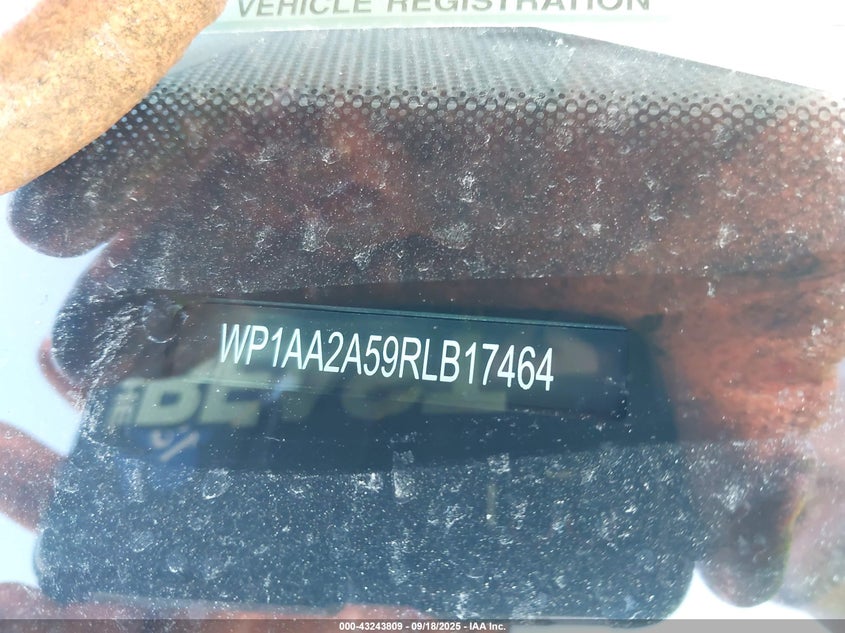 VEHICLE REGISTRATION
WP1AA2A59RLB17464
000-43243809 - 09/18/2025 - IAA Inc.